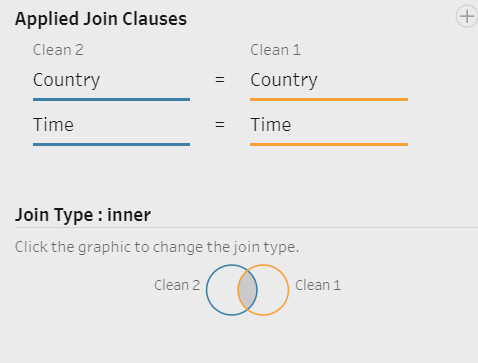 Applied Join Clauses
Clean 2 Clean 1
Country = Country
Time = Time
Join Type : inner
Click the graphic to change the join type.
Clean 2 Clean 1